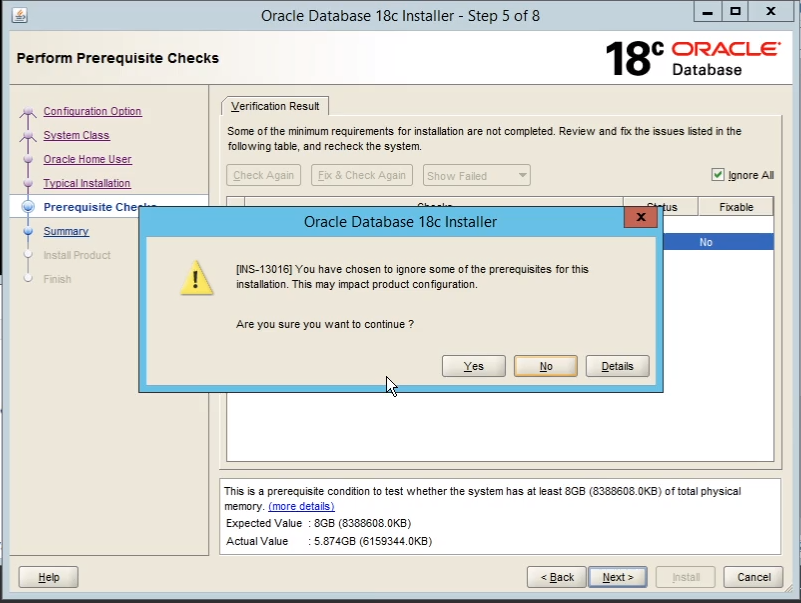 Oracle Database 18c Installer - Step 5 of 8
Perform Prerequisite Checks
18c ORACLE
Database
Configuration Option
System Class
Oracle Home User
Typical Installation
Prerequisite Checks
Summary
Install Product
Finish
Verification Result
Some of the minimum requirements for installation are not completed. Review and fix the issues listed in the
following table, and recheck the system.
Check Again
Fix & Check Again
Show Failed
Ignore All
Checks
Status
Fixable
No
Oracle Database 18c Installer
[INS-13016] You have chosen to ignore some of the prerequisites for this
installation. This may impact product configuration.
Are you sure you want to continue ?
Yes
No
Details
This is a prerequisite condition to test whether the system has at least 8GB (8388608.0KB) of total physical
memory. (more details)
Expected Value : 8GB (8388608.0KB)
Actual Value : 5.874GB (6159344.0KB)
Help
< Back
Next >
Install
Cancel